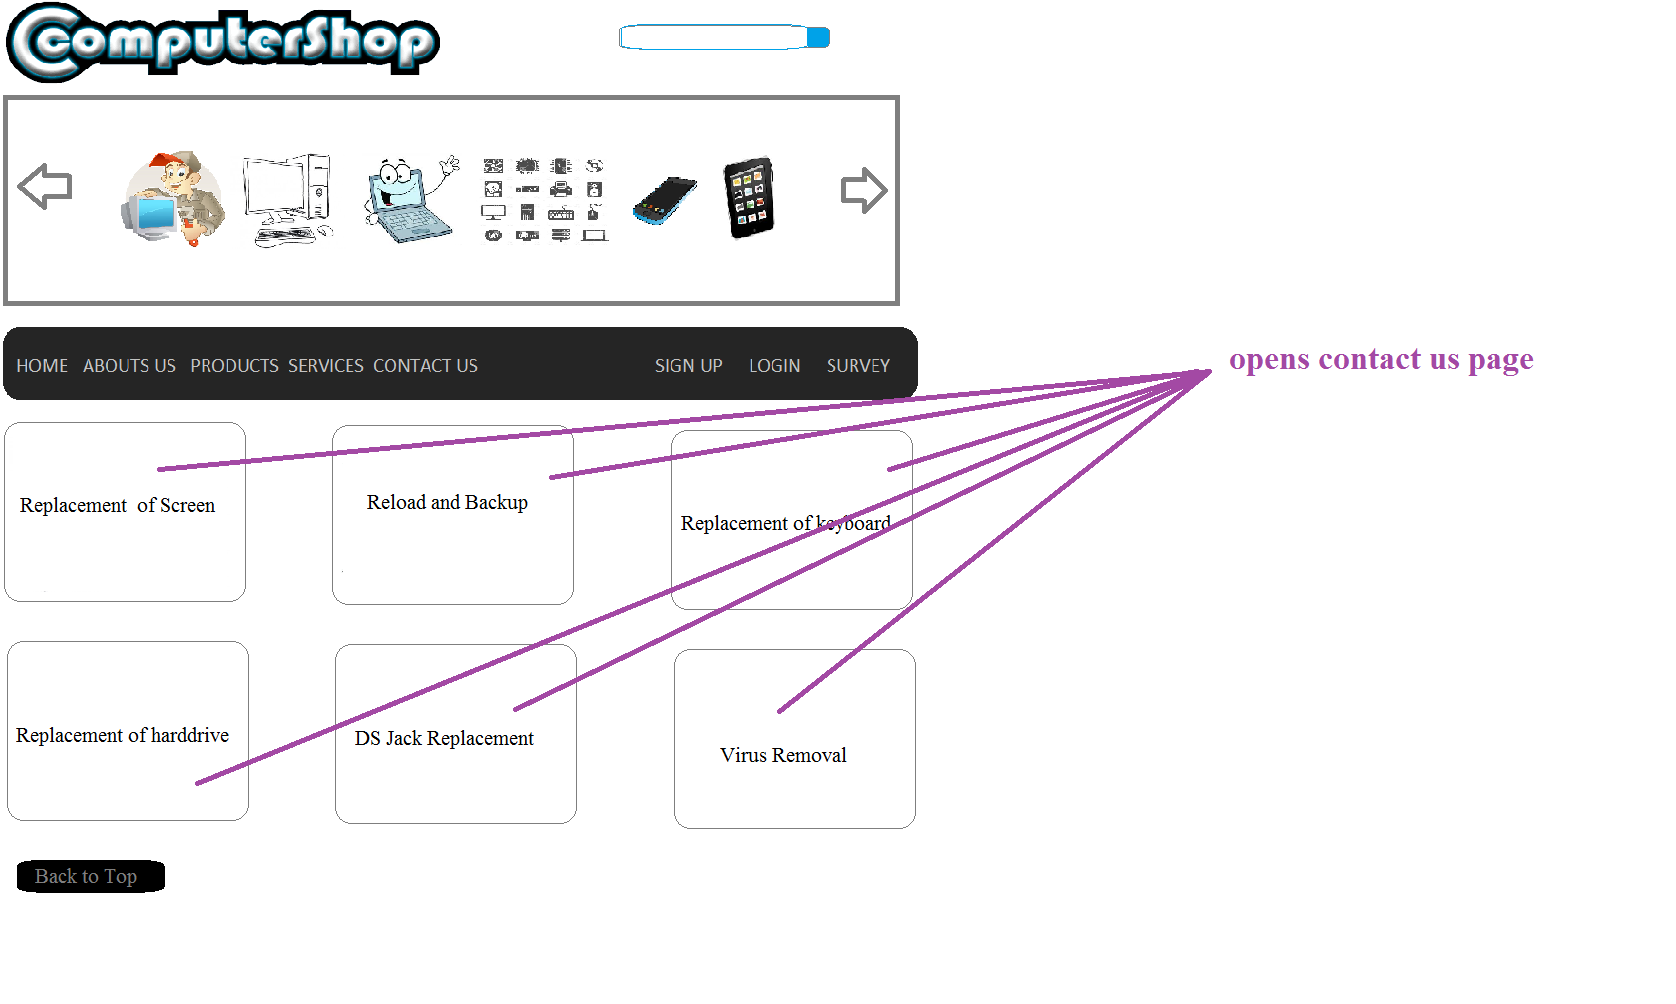 ComputerShop
HOME ABOUTS US PRODUCTS SERVICES CONTACT US SIGN UP LOGIN SURVEY
opens contact us page
Replacement of Screen
Reload and Backup
Replacement of keyboard
Replacement of harddrive
DS Jack Replacement
Virus Removal
Back to Top